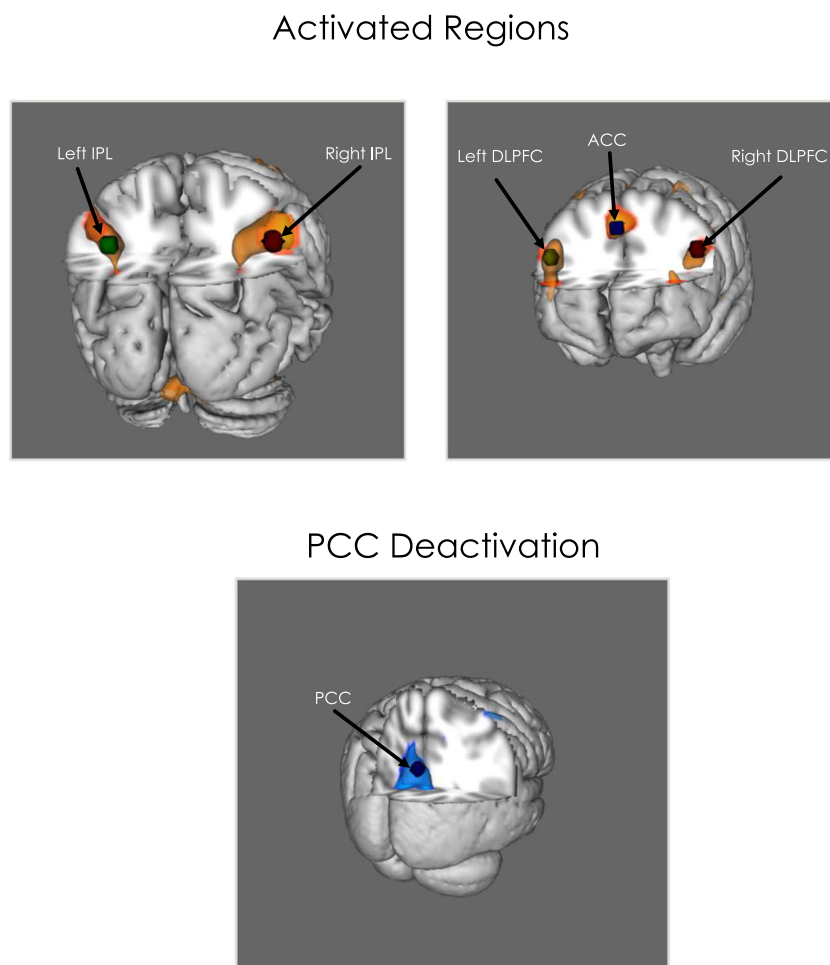 Activated Regions
Left IPL
Right IPL
Left DLPFC
ACC
Right DLPFC
PCC Deactivation
PCC